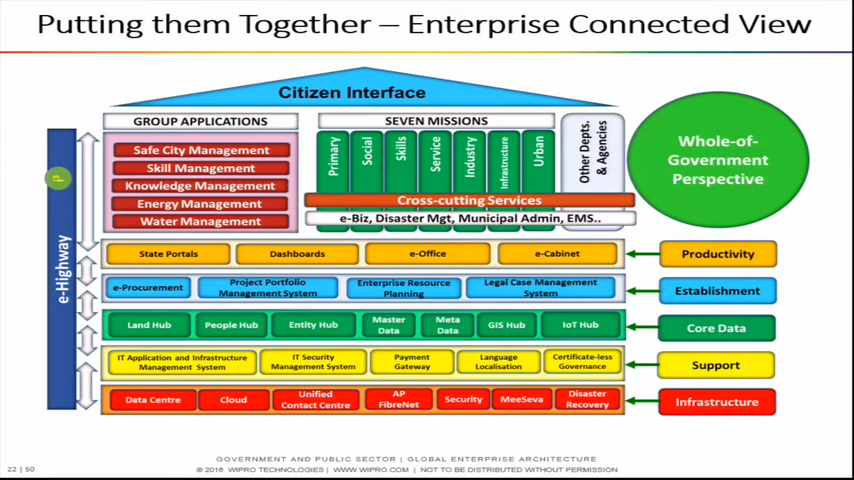 Putting them Together – Enterprise Connected View
Citizen Interface
GROUP APPLICATIONS
Safe City Management
Skill Management
Knowledge Management
Energy Management
Water Management
SEVEN MISSIONS
Primary
Social
Skills
Service
Industry
Infrastructure
Urban
Cross-cutting Services
e-Biz, Disaster Mgt, Municipal Admin, EMS..
Other Depts.
& Agencies
Whole-of-
Government
Perspective
e-Highway
State Portals
Dashboards
e-Office
e-Cabinet
Productivity
e-Procurement
Project Portfolio
Management System
Enterprise Resource
Planning
Legal Case Management
System
Establishment
Land Hub
People Hub
Entity Hub
Master
Data
Meta
Data
GIS Hub
IoT Hub
Core Data
IT Application and Infrastructure
Management System
IT Security
Management System
Payment
Gateway
Language
Localisation
Certificate-less
Governance
Support
Data Centre
Cloud
Unified
Contact Centre
AP
FibreNet
Security
MeeSeva
Disaster
Recovery
Infrastructure
GOVERNMENT AND PUBLIC SECTOR | GLOBAL ENTERPRISE ARCHITECTURE
22 | 50
© 2016 WIPRO TECHNOLOGIES | WWW.WIPRO.COM | NOT TO BE DISTRIBUTED WITHOUT PERMISSION